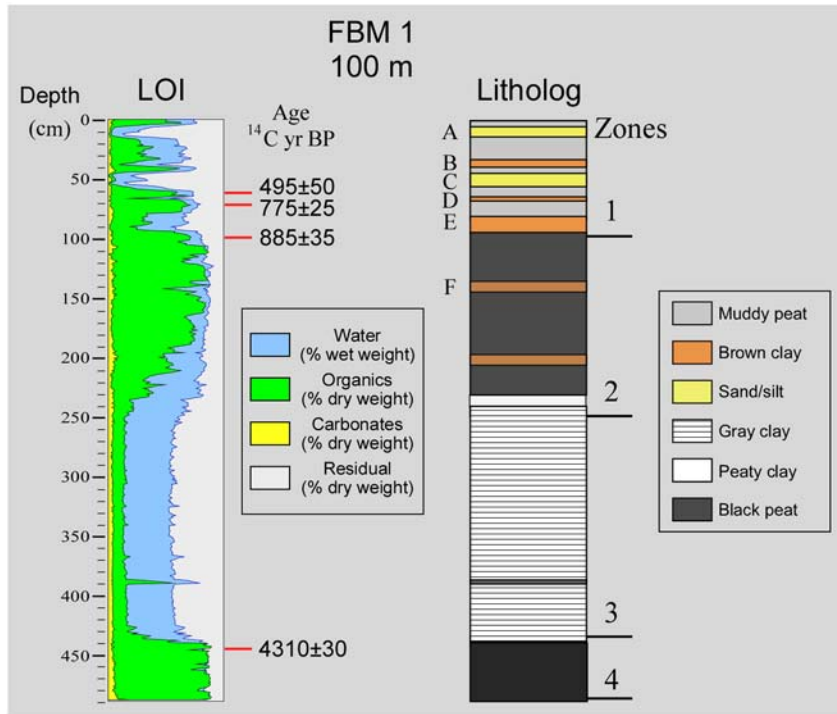 FBM 1
100 m
Depth
(cm)
LOI
Age
14C yr BP
Litholog
Zones
0
50
100
150
200
250
300
350
400
450
495±50
775±25
885±35
4310±30
Water
(% wet weight)
Organics
(% dry weight)
Carbonates
(% dry weight)
Residual
(% dry weight)
A
B
C
D
E
F
1
2
3
4
Muddy peat
Brown clay
Sand/silt
Gray clay
Peaty clay
Black peat